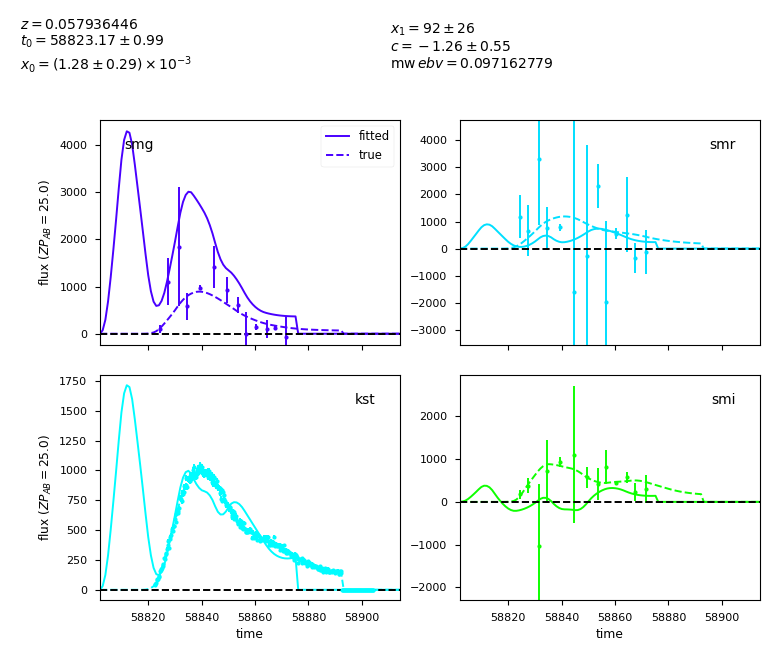 z = 0.057936446
t₀ = 58823.17 ± 0.99
x₀ = (1.28 ± 0.29) × 10⁻³
x₁ = 92 ± 26
c = −1.26 ± 0.55
mw ebv = 0.097162779
smg
fitted
true
4000
3000
2000
1000
0
flux (ZP_AB = 25.0)
smr
4000
3000
2000
1000
0
−1000
−2000
−3000
kst
1750
1500
1250
1000
750
500
250
0
flux (ZP_AB = 25.0)
58820 58840 58860 58880 58900
time
smi
2000
1000
0
−1000
−2000
58820 58840 58860 58880 58900
time